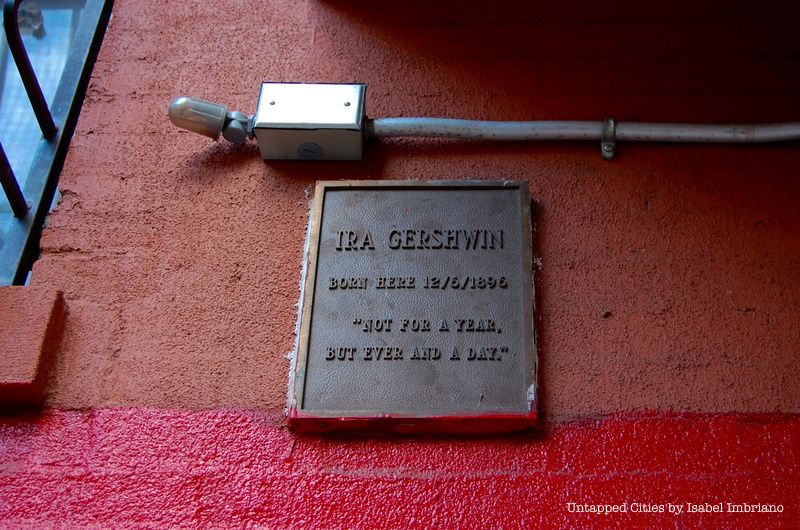 IRA GERSHWIN
BORN HERE 12/6/1896
"NOT FOR A YEAR,
BUT EVER AND A DAY."
Untapped Cities by Isabel Imbriano